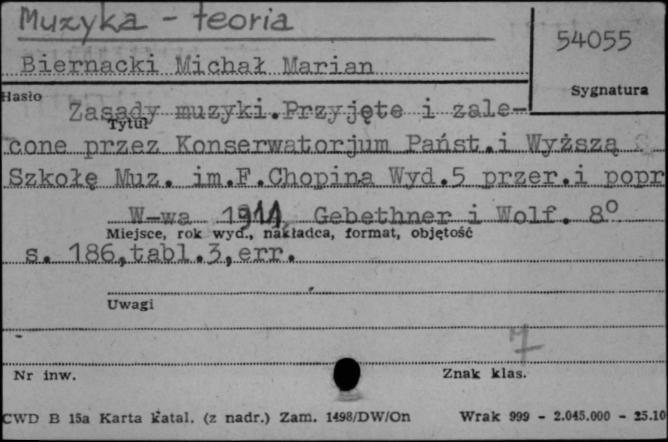 Muzyka - teoria
54055
Biernacki Michał Marian
Sygnatura
Hasło
Zasady muzyki.Przyjęte i zale-
Tytuł
cone przez Konserwatorjum Państ.i Wyższą
Szkołę Muz. im.F.Chopina Wyd.5 przer.i popr
W-wa Gebethner i Wolf. 8°
Miejsce, rok wyd., nakładca, format, objętość
s. 186,tabl.3,err.
Uwagi
7
Nr inw.
Znak klas.
CWD B 15a Karta katal. (z nadr.) Zam. 1498/DW/On Wrak 999 - 2.045.000 - 25.10